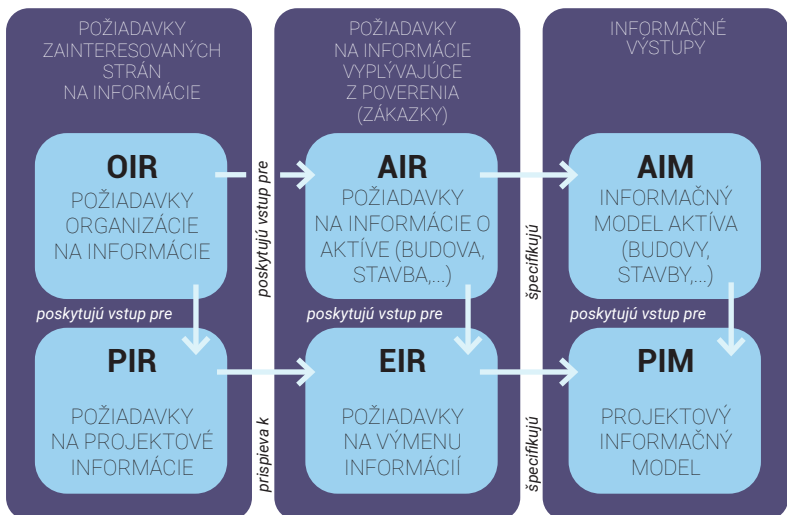 POŽIADAVKY
ZAINTERESOVANÝCH
STRÁN
NA INFORMÁCIE
POŽIADAVKY
NA INFORMÁCIE
VYPLÝVAJÚCE
Z POVERENIA
(ZÁKAZKY)
INFORMAČNÉ
VÝSTUPY
OIR
POŽIADAVKY
ORGANIZÁCIE
NA INFORMÁCIE
poskytujú vstup pre
AIR
POŽIADAVKY
NA INFORMÁCIE O
AKTÍVE (BUDOVA,
STAVBA,...)
špecifikujú
AIM
INFORMAČNÝ
MODEL AKTÍVA
(BUDOVY,
STAVBY,...)
poskytujú vstup pre
poskytujú vstup pre
poskytujú vstup pre
PIR
POŽIADAVKY
NA PROJEKTOVÉ
INFORMÁCIE
prispieva k
EIR
POŽIADAVKY
NA VÝMENU
INFORMÁCIÍ
špecifikujú
PIM
PROJEKTOVÝ
INFORMAČNÝ
MODEL